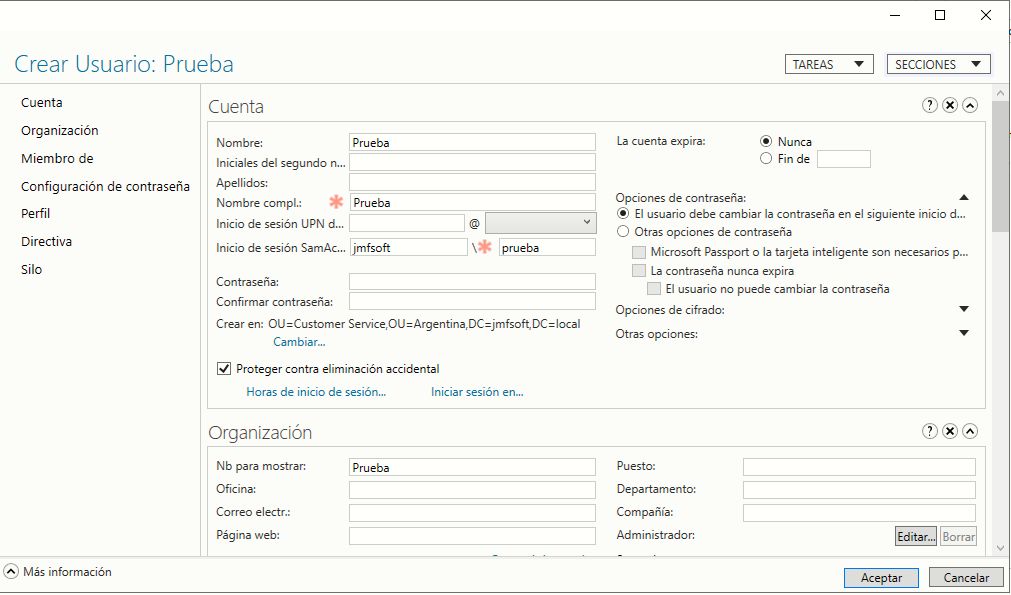 Crear Usuario: Prueba
TAREAS
SECCIONES
Cuenta
Organización
Miembro de
Configuración de contraseña
Perfil
Directiva
Silo
Cuenta
Nombre: Prueba
Iniciales del segundo n...
Apellidos:
Nombre compl.: * Prueba
Inicio de sesión UPN d... @
Inicio de sesión SamAc... jmfsoft \* prueba
Contraseña:
Confirmar contraseña:
Crear en: OU=Customer Service,OU=Argentina,DC=jmfsoft,DC=local
Cambiar...
Proteger contra eliminación accidental
Horas de inicio de sesión... Iniciar sesión en...
La cuenta expira: Nunca
Fin de
Opciones de contraseña:
El usuario debe cambiar la contraseña en el siguiente inicio d...
Otras opciones de contraseña
Microsoft Passport o la tarjeta inteligente son necesarios p...
La contraseña nunca expira
El usuario no puede cambiar la contraseña
Opciones de cifrado:
Otras opciones:
Organización
Nb para mostrar: Prueba
Oficina:
Correo electr.:
Página web:
Puesto:
Departamento:
Compañía:
Administrador: Editar... Borrar
Más información
Aceptar
Cancelar